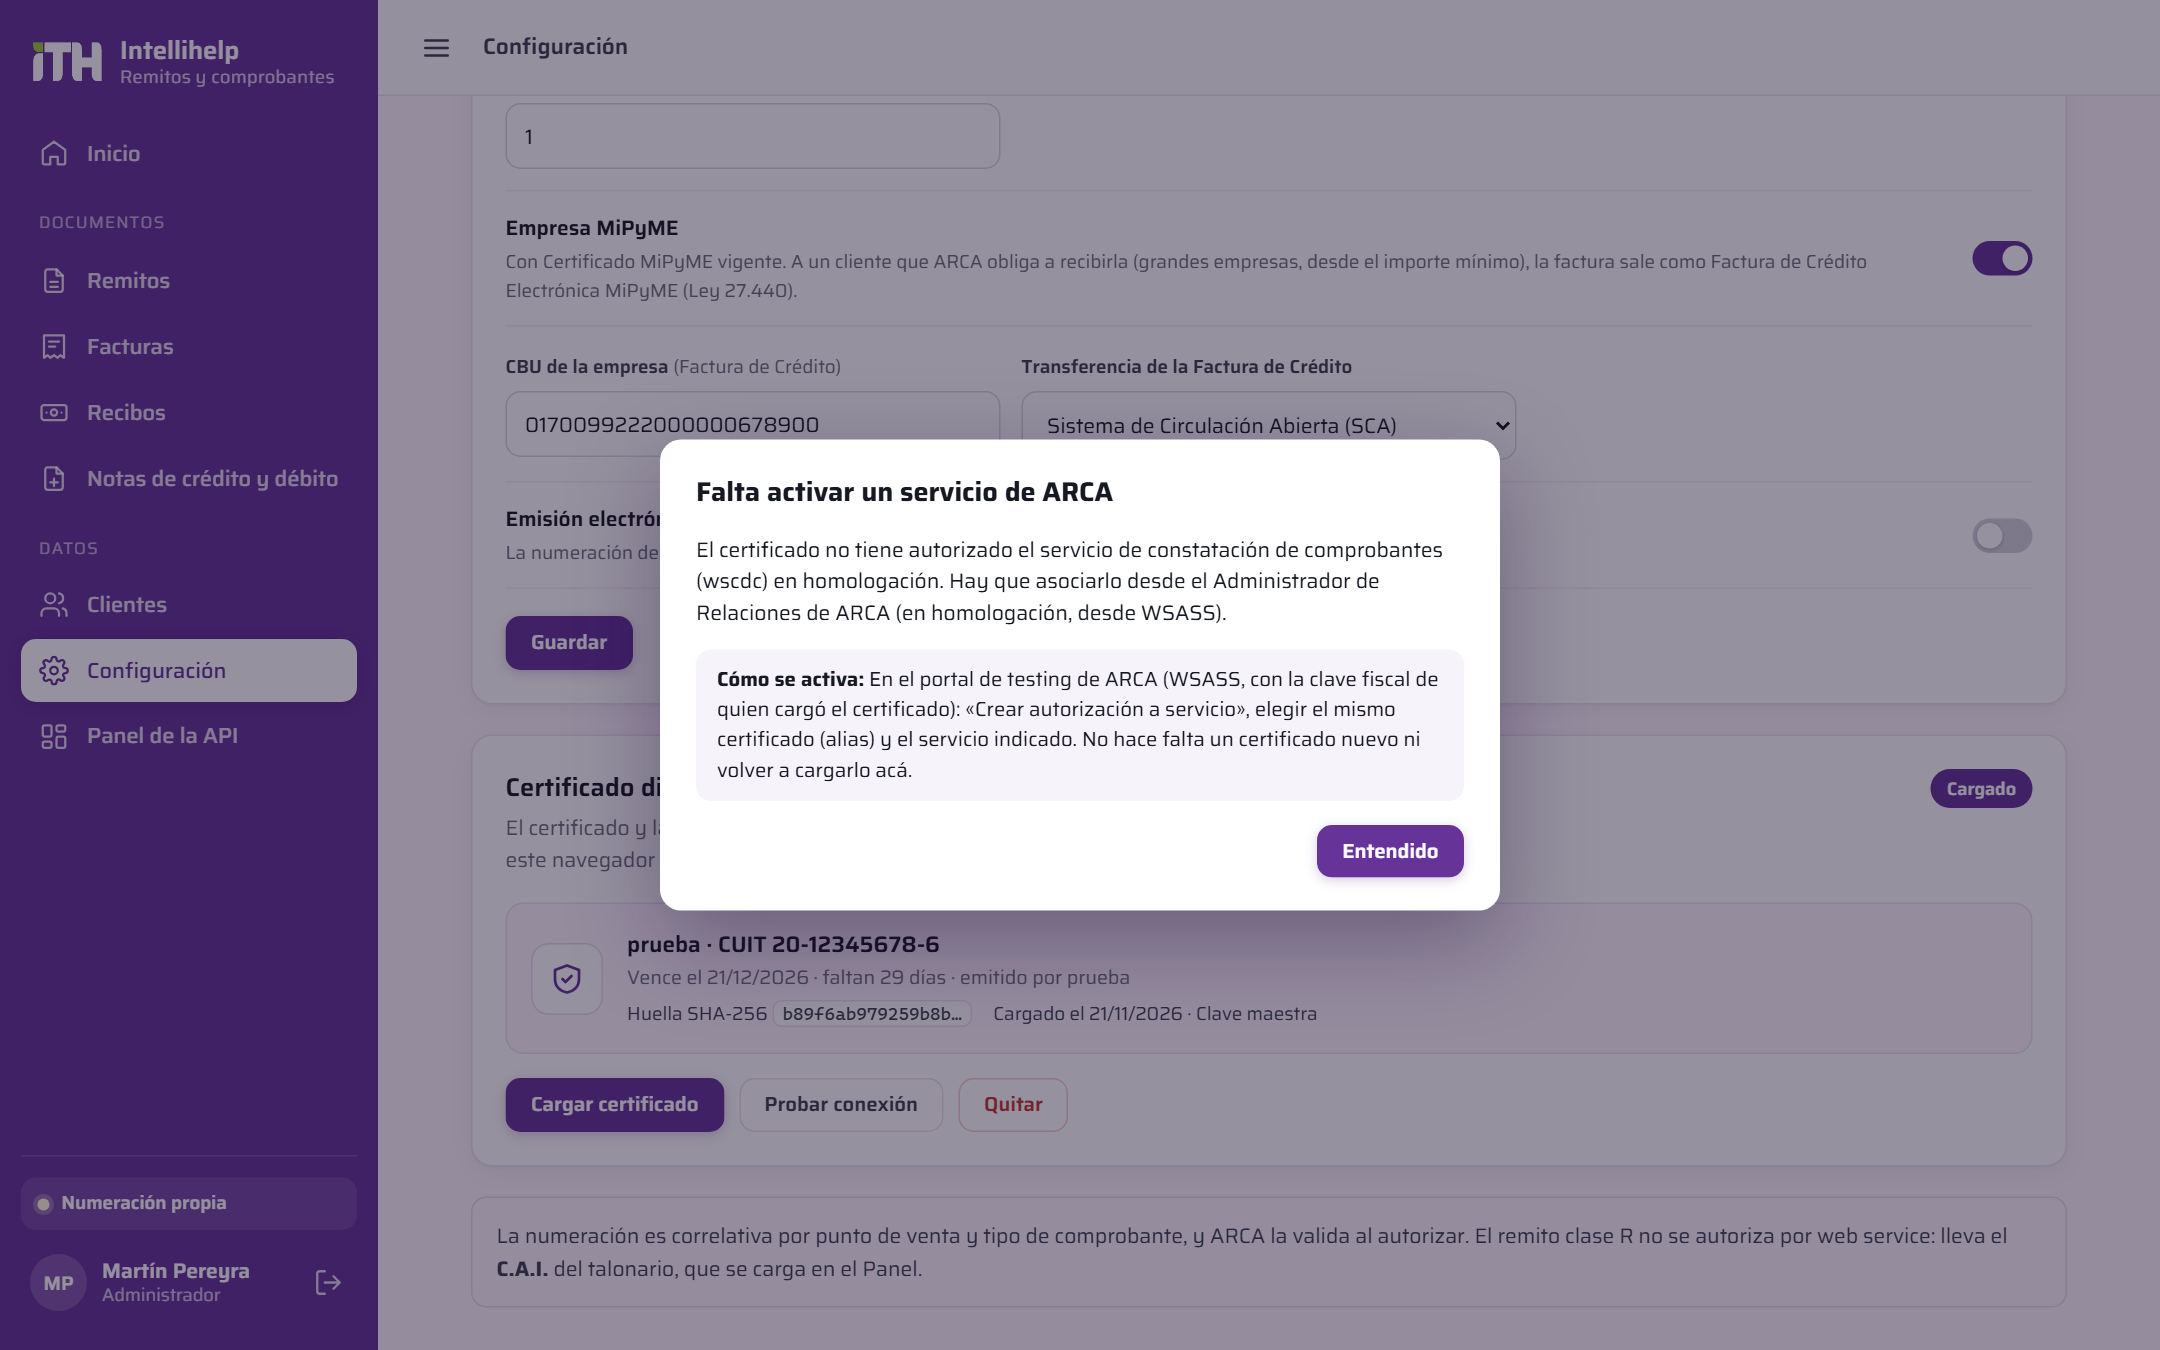 iTH
Intellihelp
Remitos y comprobantes
Inicio
DOCUMENTOS
Remitos
Facturas
Recibos
Notas de crédito y débito
DATOS
Clientes
Configuración
Panel de la API
Numeración propia
MP
Martín Pereyra
Administrador
Configuración
1
Empresa MiPyME
Con Certificado MiPyME vigente. A un cliente que ARCA obliga a recibirla (grandes empresas, desde el importe mínimo), la factura sale como Factura de Crédito
Electrónica MiPyME (Ley 27.440).
CBU de la empresa (Factura de Crédito)
Transferencia de la Factura de Crédito
0170099222000000678900
Sistema de Circulación Abierta (SCA)
Emisión electrón
La numeración de
Guardar
Falta activar un servicio de ARCA
El certificado no tiene autorizado el servicio de constatación de comprobantes
(wscdc) en homologación. Hay que asociarlo desde el Administrador de
Relaciones de ARCA (en homologación, desde WSASS).
Cómo se activa: En el portal de testing de ARCA (WSASS, con la clave fiscal de
quien cargó el certificado): «Crear autorización a servicio», elegir el mismo
certificado (alias) y el servicio indicado. No hace falta un certificado nuevo ni
volver a cargarlo acá.
Entendido
Certificado di
Cargado
El certificado y la
este navegador
prueba · CUIT 20-12345678-6
Vence el 21/12/2026 · faltan 29 días · emitido por prueba
Huella SHA-256 b89f6ab979259b8b… Cargado el 21/11/2026 · Clave maestra
Cargar certificado
Probar conexión
Quitar
La numeración es correlativa por punto de venta y tipo de comprobante, y ARCA la valida al autorizar. El remito clase R no se autoriza por web service: lleva el
C.A.I. del talonario, que se carga en el Panel.